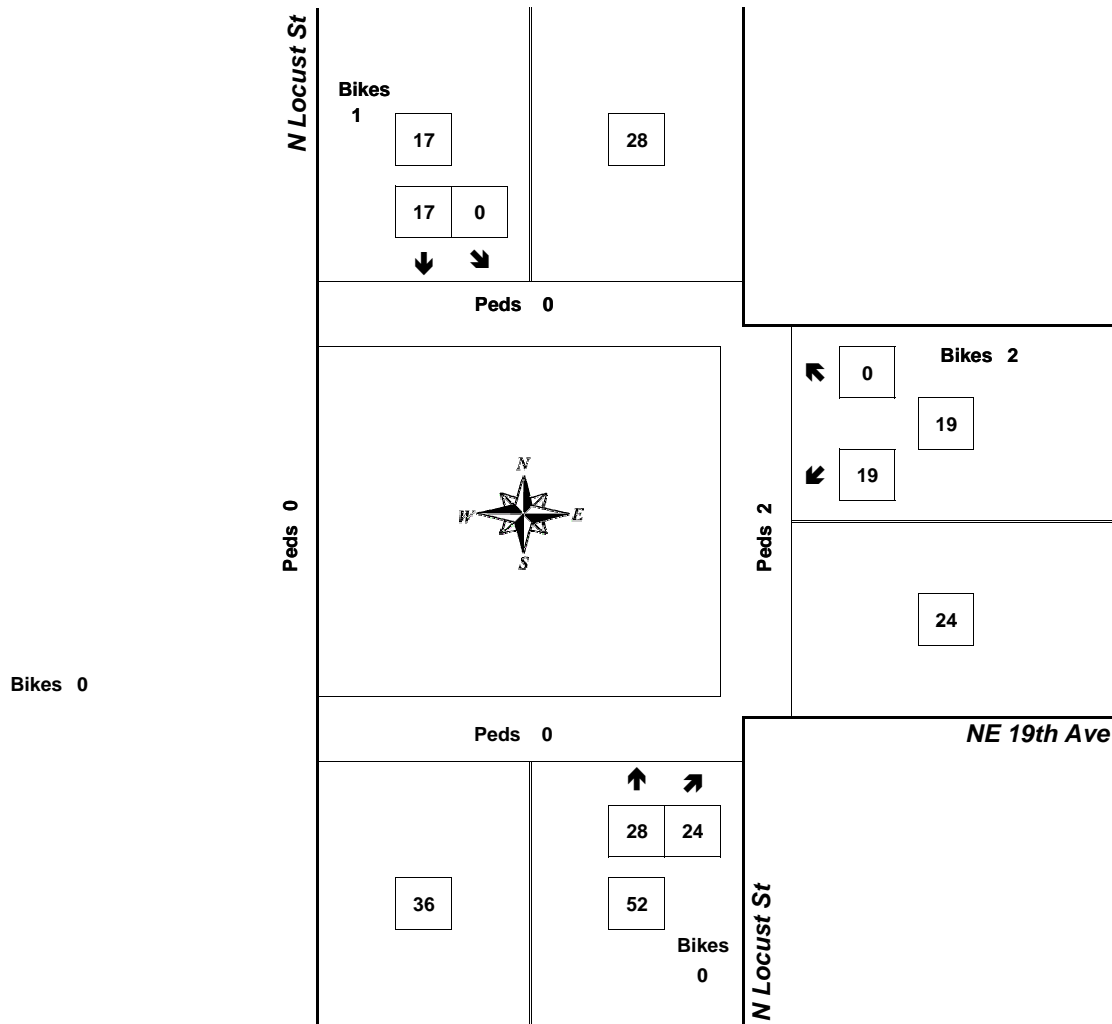 N Locust St
Bikes
1
17
28
17 0
Peds 0
0
Bikes 2
19
19
N
W E
S
Peds 0
Peds 2
24
Bikes 0
Peds 0
NE 19th Ave
28 24
36
52
Bikes
0
N Locust St